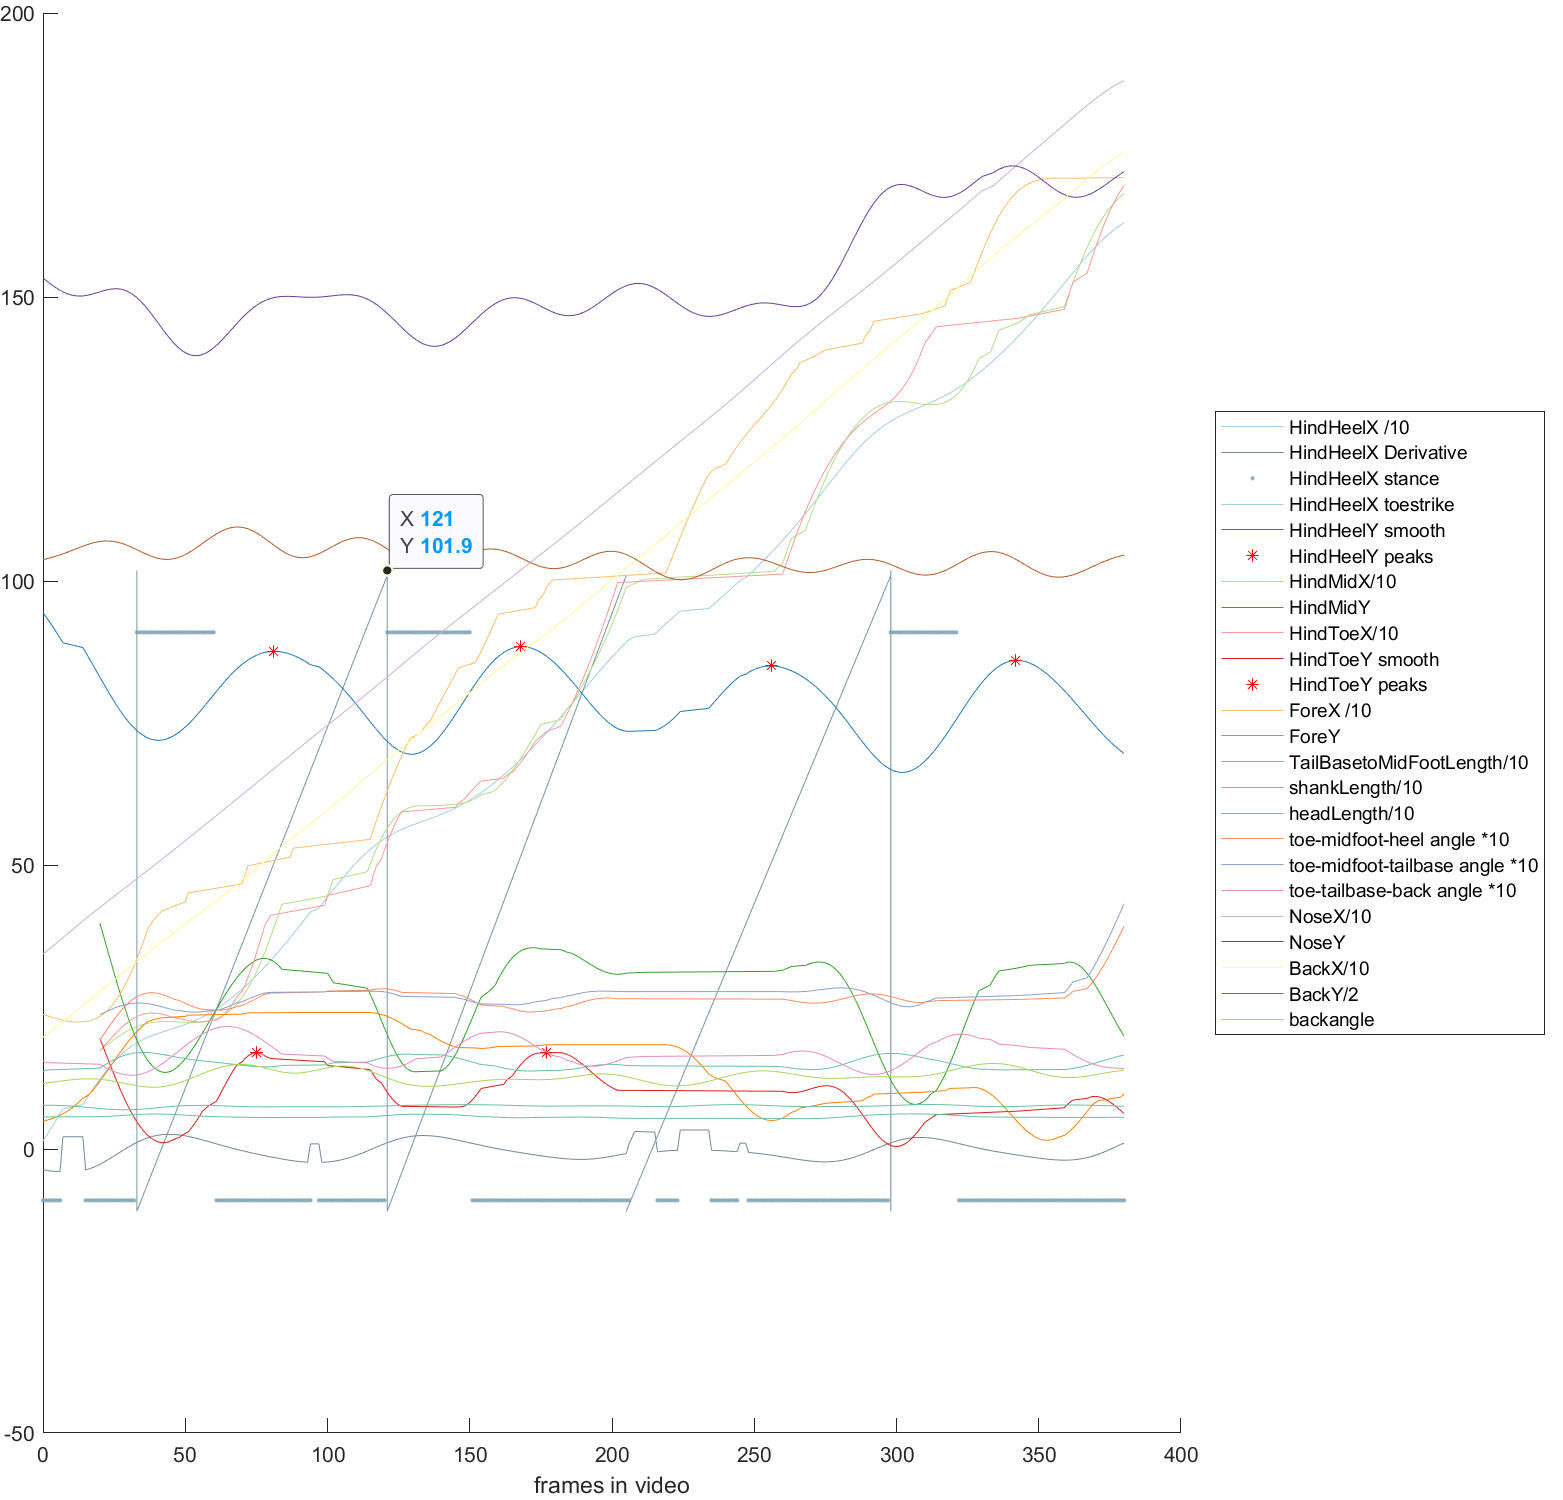 200
150
100
50
0
-50
X 121
Y 101.9
0
50
100
150
200
250
300
350
400
frames in video
HindHeelX /10
HindHeelX Derivative
HindHeelX stance
HindHeelX toestrike
HindHeelY smooth
HindHeelY peaks
HindMidX/10
HindMidY
HindToeX/10
HindToeY smooth
HindToeY peaks
ForeX /10
ForeY
TailBasetoMidFootLength/10
shankLength/10
headLength/10
toe-midfoot-heel angle *10
toe-midfoot-tailbase angle *10
toe-tailbase-back angle *10
NoseX/10
NoseY
BackX/10
BackY/2
backangle